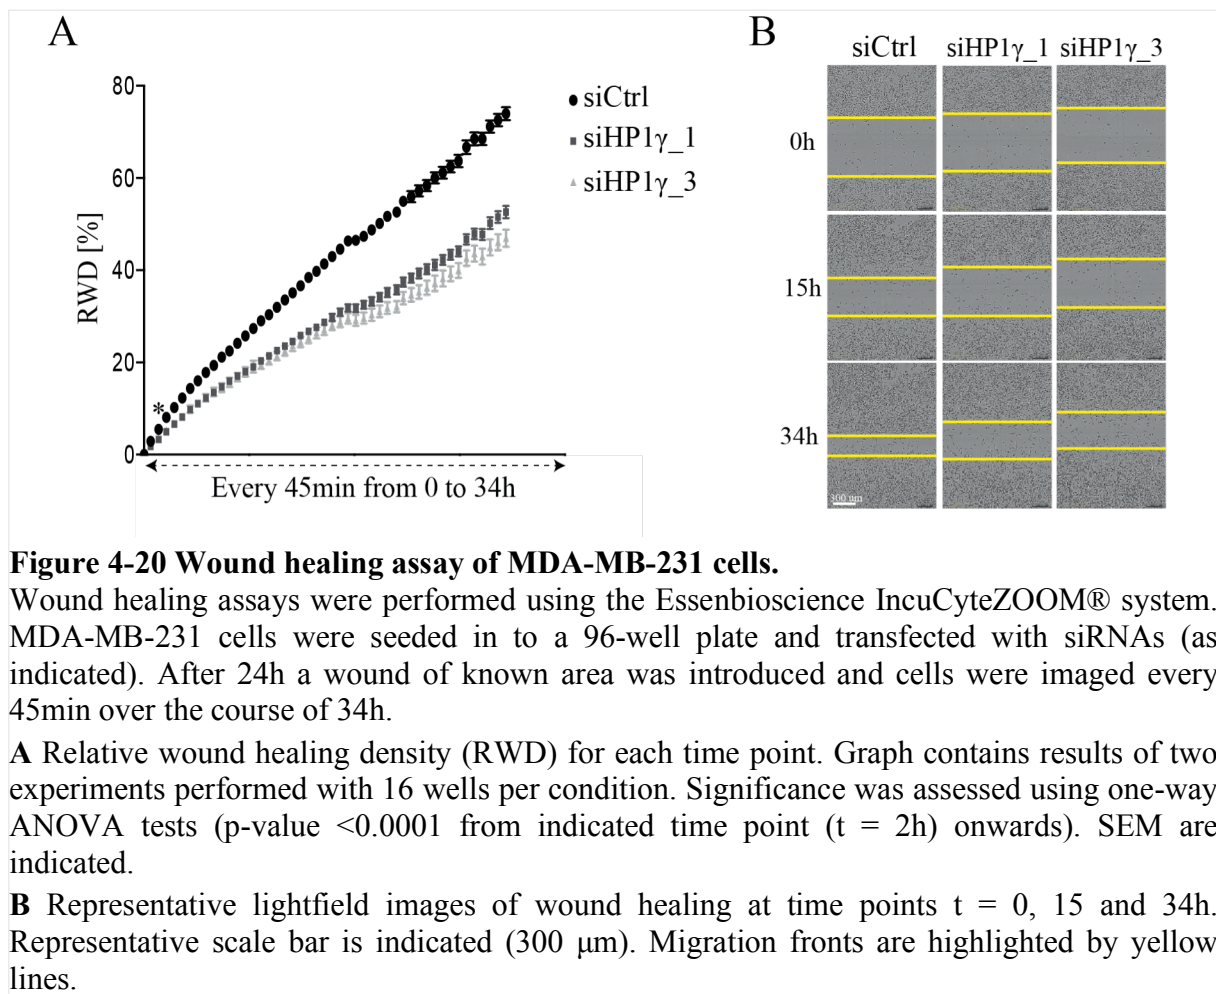 A
80
60
40
20
0
RWD [%]
*
siCtrl
siHP1γ_1
siHP1γ_3
Every 45min from 0 to 34h
B
siCtrl siHP1γ_1 siHP1γ_3
0h
15h
34h
300 um
Figure 4-20 Wound healing assay of MDA-MB-231 cells.
Wound healing assays were performed using the Essenbioscience IncuCyteZOOM® system.
MDA-MB-231 cells were seeded in to a 96-well plate and transfected with siRNAs (as
indicated). After 24h a wound of known area was introduced and cells were imaged every
45min over the course of 34h.
A Relative wound healing density (RWD) for each time point. Graph contains results of two
experiments performed with 16 wells per condition. Significance was assessed using one-way
ANOVA tests (p-value <0.0001 from indicated time point (t = 2h) onwards). SEM are
indicated.
B Representative lightfield images of wound healing at time points t = 0, 15 and 34h.
Representative scale bar is indicated (300 μm). Migration fronts are highlighted by yellow
lines.